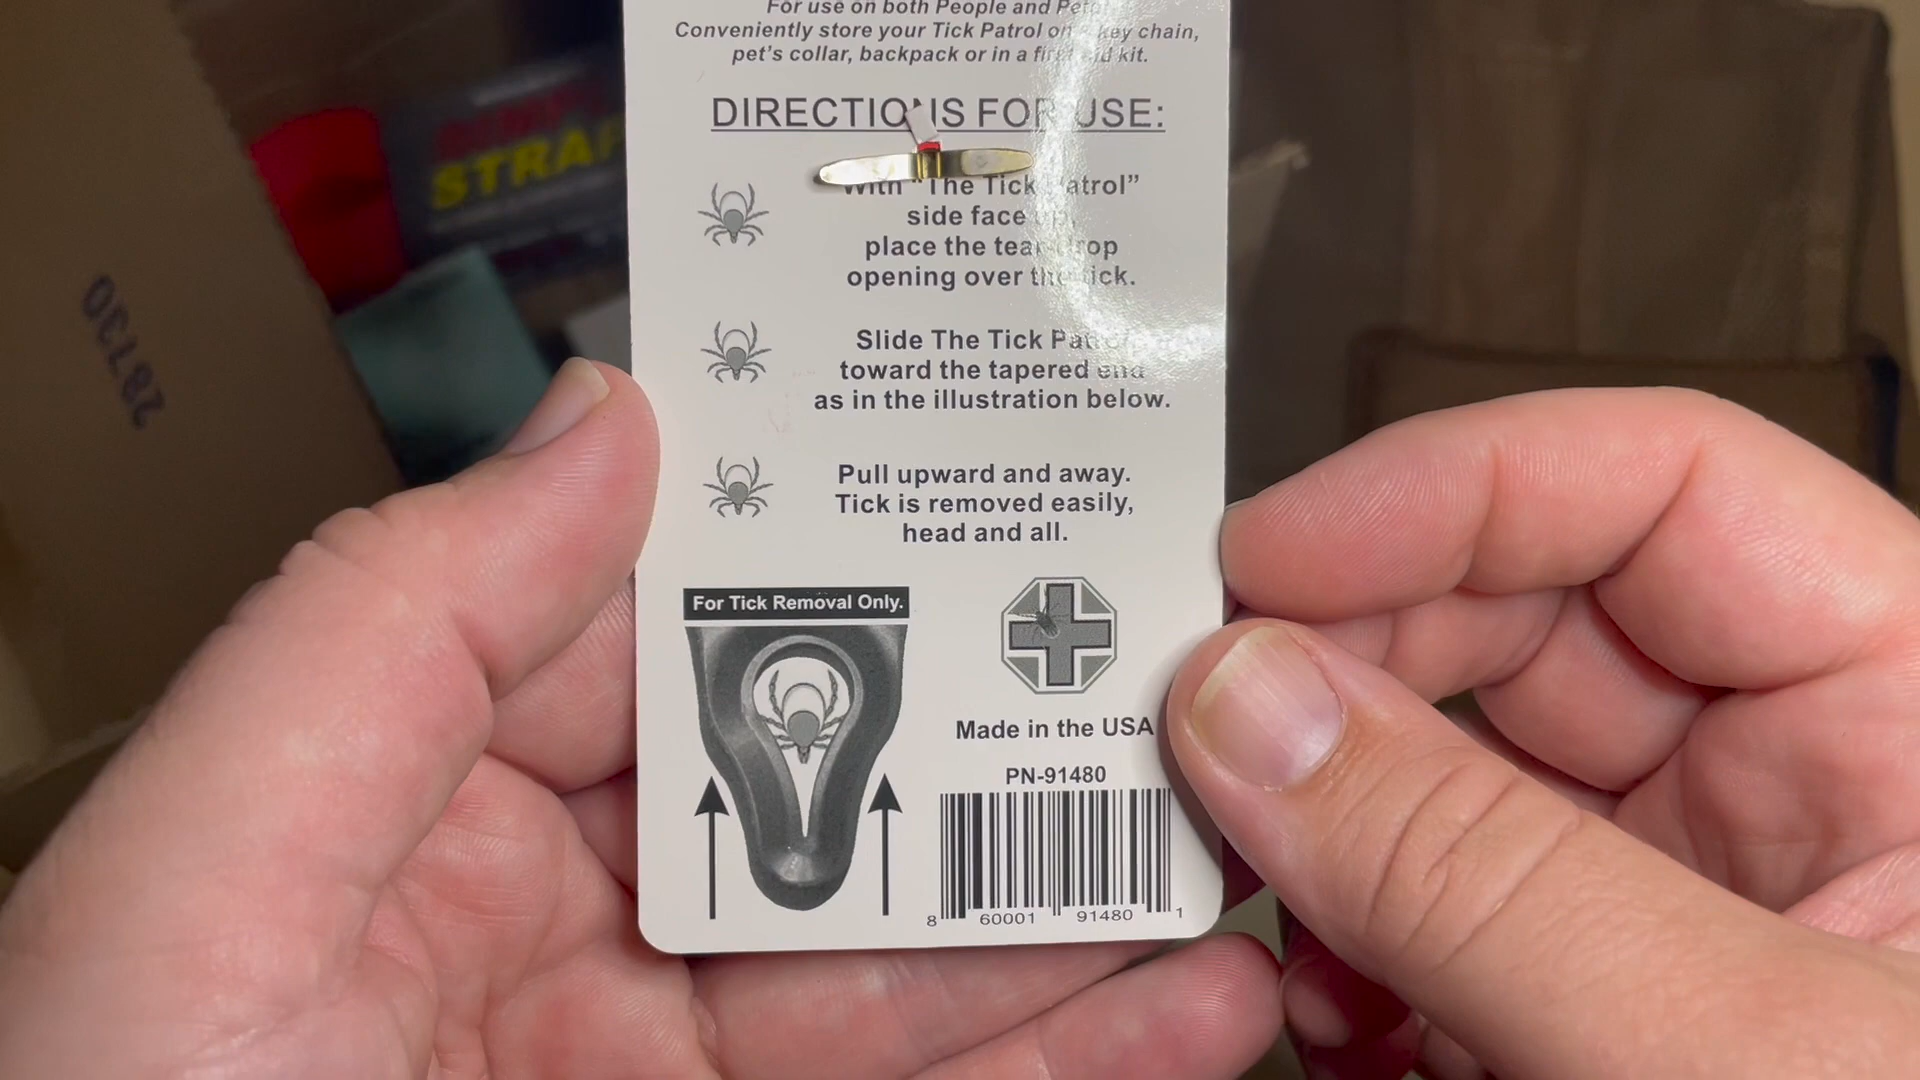 For use on both People and Pets
Conveniently store your Tick Patrol on a key chain,
pet's collar, backpack or in a first aid kit.
DIRECTIONS FOR USE:
With "The Tick Patrol”
side face up,
place the tear drop
opening over the tick.
Slide The Tick Patrol
toward the tapered end
as in the illustration below.
Pull upward and away.
Tick is removed easily,
head and all.
For Tick Removal Only.
Made in the USA
PN-91480
8 60001 91480 1
STRAP
28730